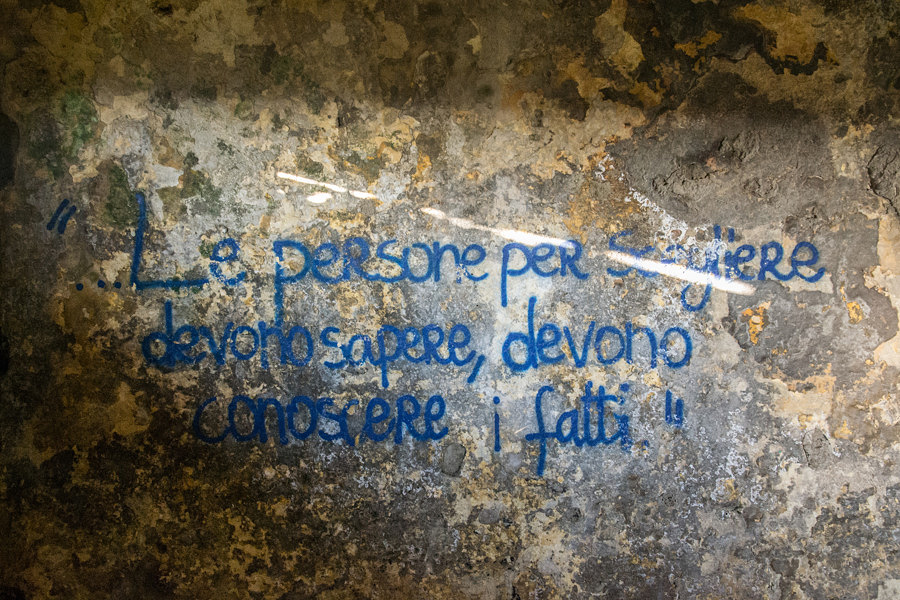 "....Le persone per scegliere
devono sapere, devono
conoscere i fatti."